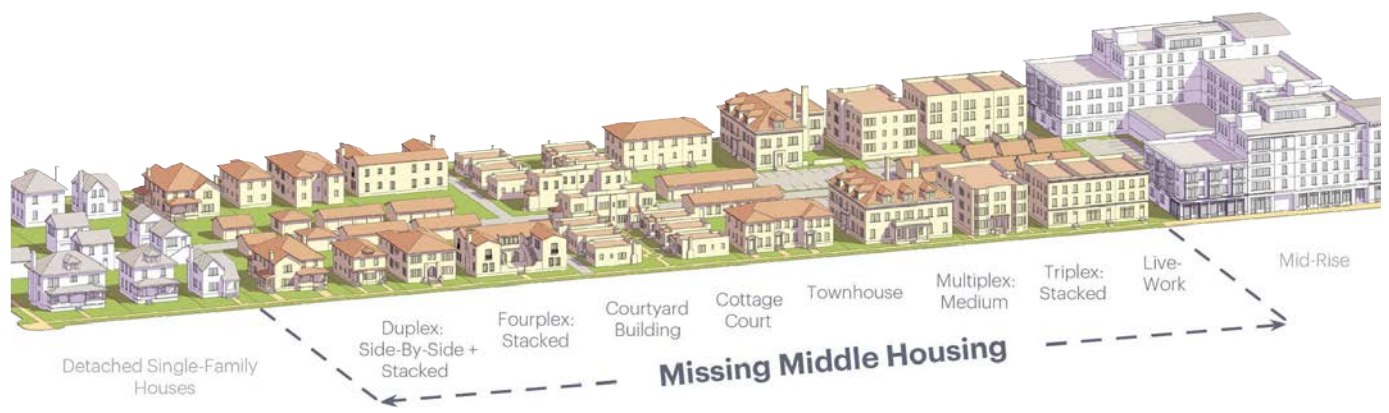 Detached Single-Family
Houses
Duplex:
Side-By-Side +
Stacked
Fourplex:
Stacked
Courtyard
Building
Cottage
Court
Townhouse
Multiplex:
Medium
Triplex:
Stacked
Live-
Work
Mid-Rise
Missing Middle Housing